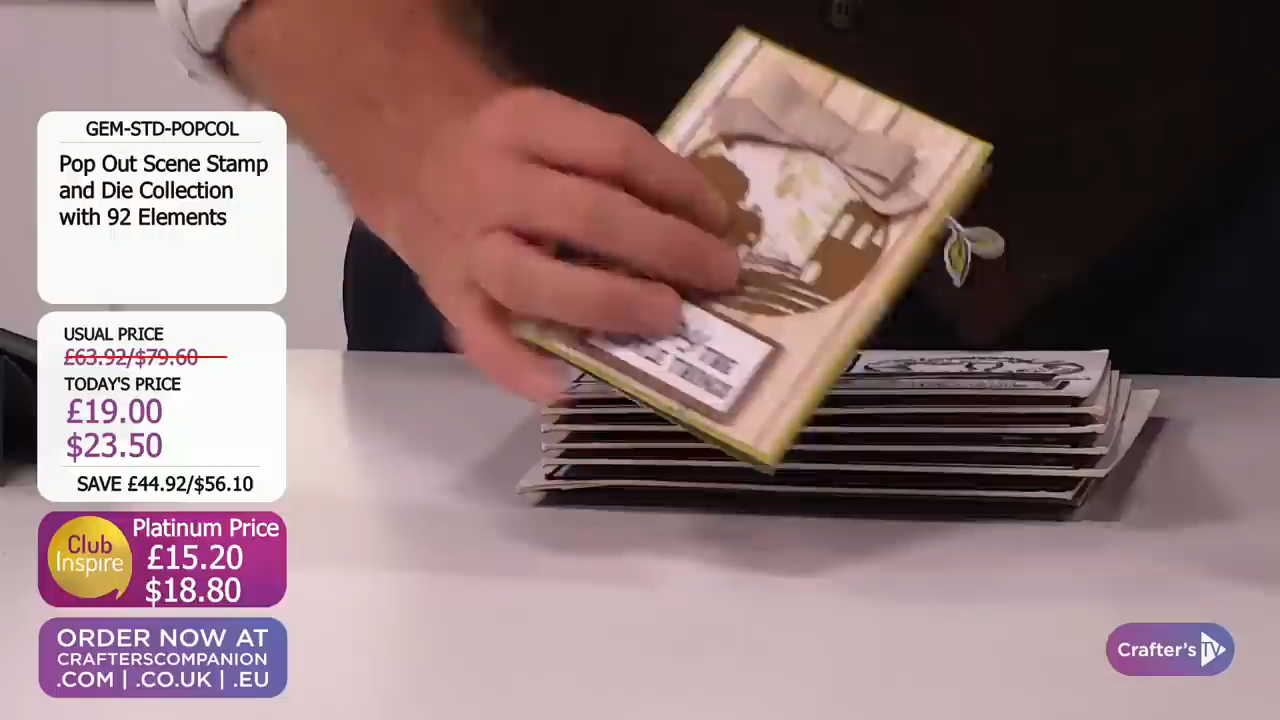 GEM-STD-POPCOL
Pop Out Scene Stamp
and Die Collection
with 92 Elements
USUAL PRICE
£63.92/$79.60
TODAY'S PRICE
£19.00
$23.50
SAVE £44.92/$56.10
Club
Inspire
Platinum Price
£15.20
$18.80
ORDER NOW AT
CRAFTERSCOMPANION
.COM | .CO.UK | .EU
Crafter's TV